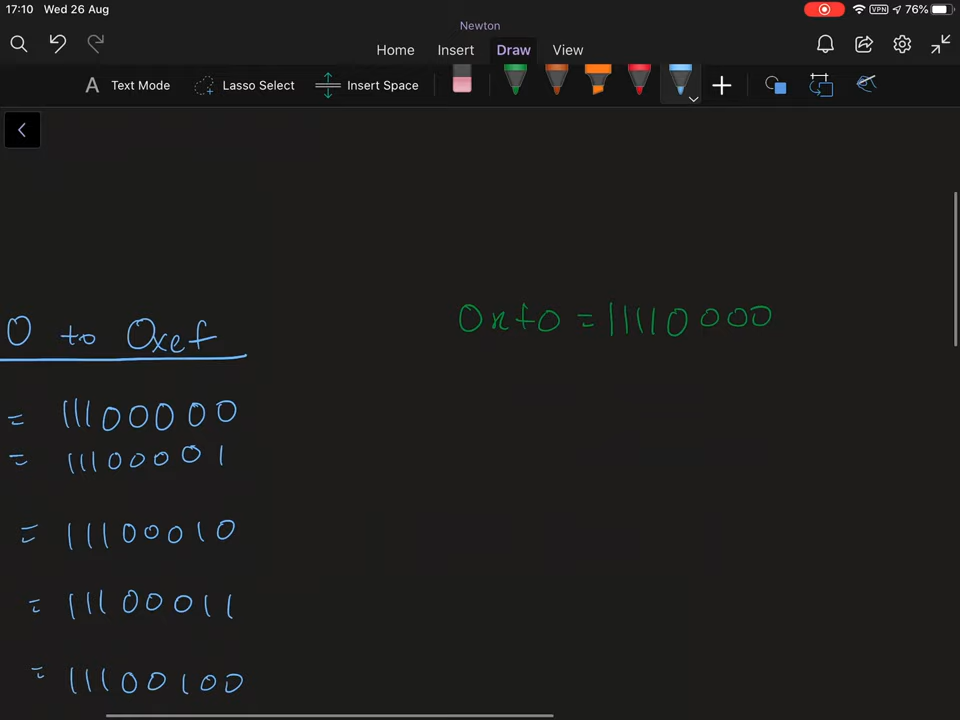 17:10 Wed 26 Aug
VPN 76%
Newton
Home Insert Draw View
A Text Mode Lasso Select Insert Space
0xf0 = 11110000
0 to 0xef
= 11100000
= 11100001
= 11100010
= 11100011
= 11100100